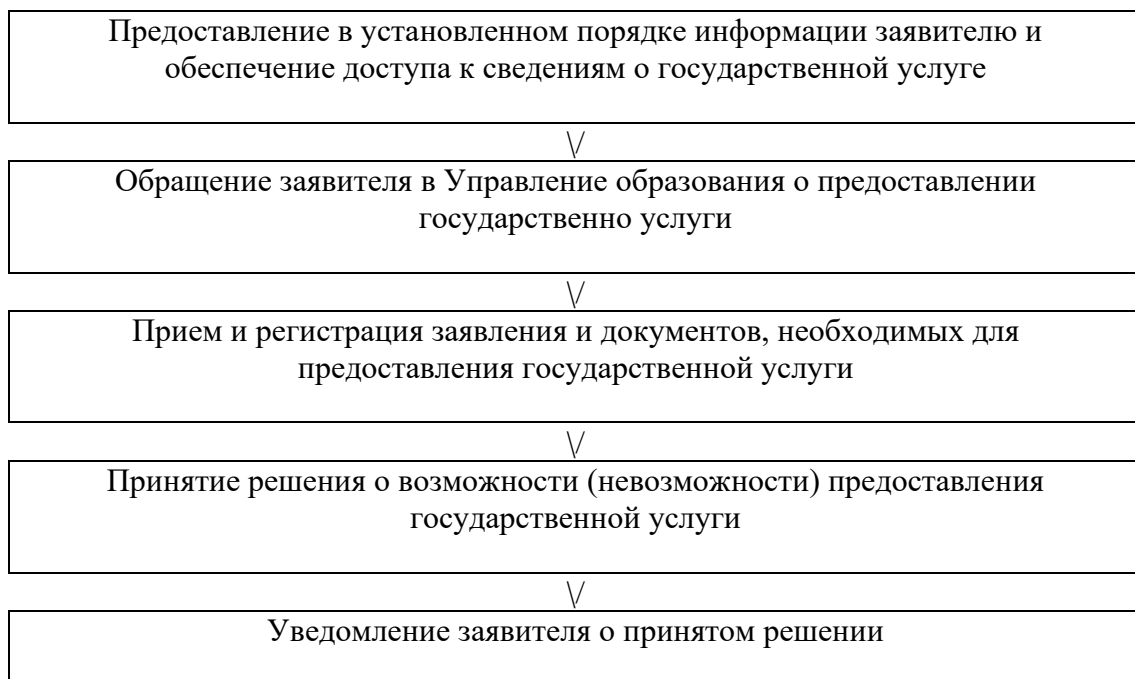 Предоставление в установленном порядке информации заявителю и
обеспечение доступа к сведениям о государственной услуге
\/
Обращение заявителя в Управление образования о предоставлении
государственно услуги
\/
Прием и регистрация заявления и документов, необходимых для
предоставления государственной услуги
\/
Принятие решения о возможности (невозможности) предоставления
государственной услуги
\/
Уведомление заявителя о принятом решении